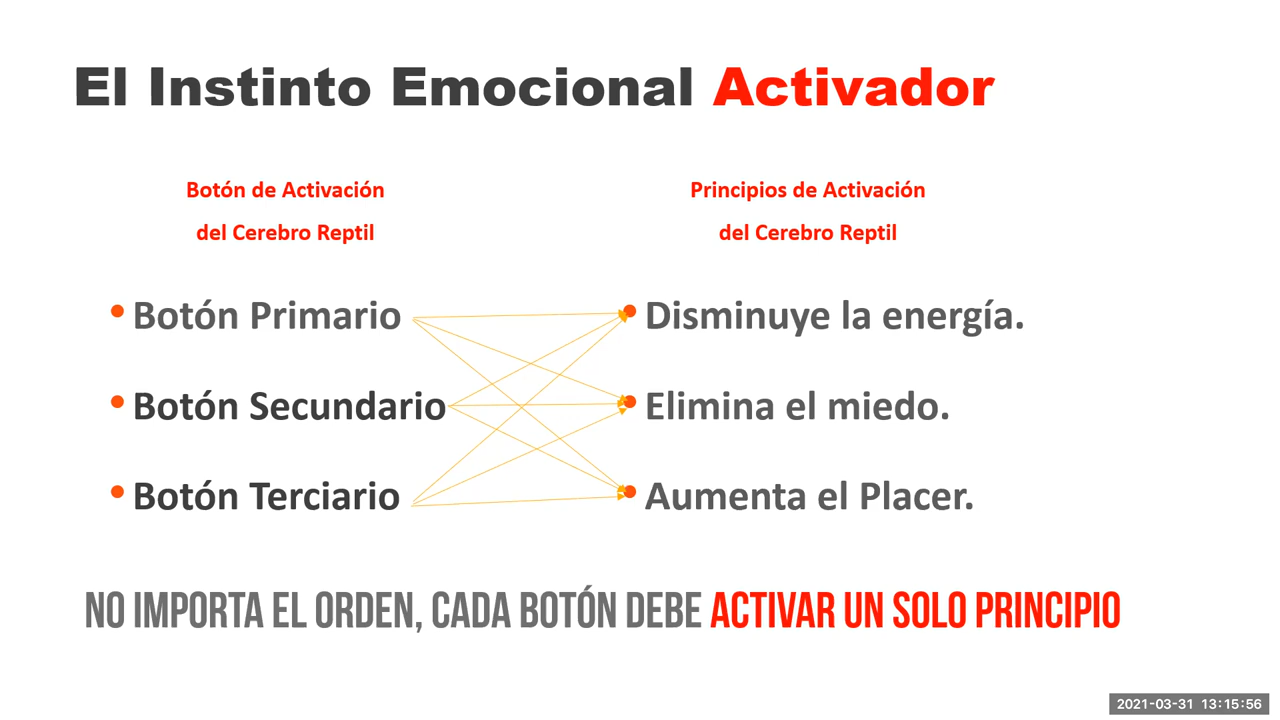 El Instinto Emocional Activador
Botón de Activación
del Cerebro Reptil
Principios de Activación
del Cerebro Reptil
• Botón Primario
• Botón Secundario
• Botón Terciario
• Disminuye la energía.
• Elimina el miedo.
• Aumenta el Placer.
NO IMPORTA EL ORDEN, CADA BOTÓN DEBE ACTIVAR UN SOLO PRINCIPIO
2021-03-31 13:15:56